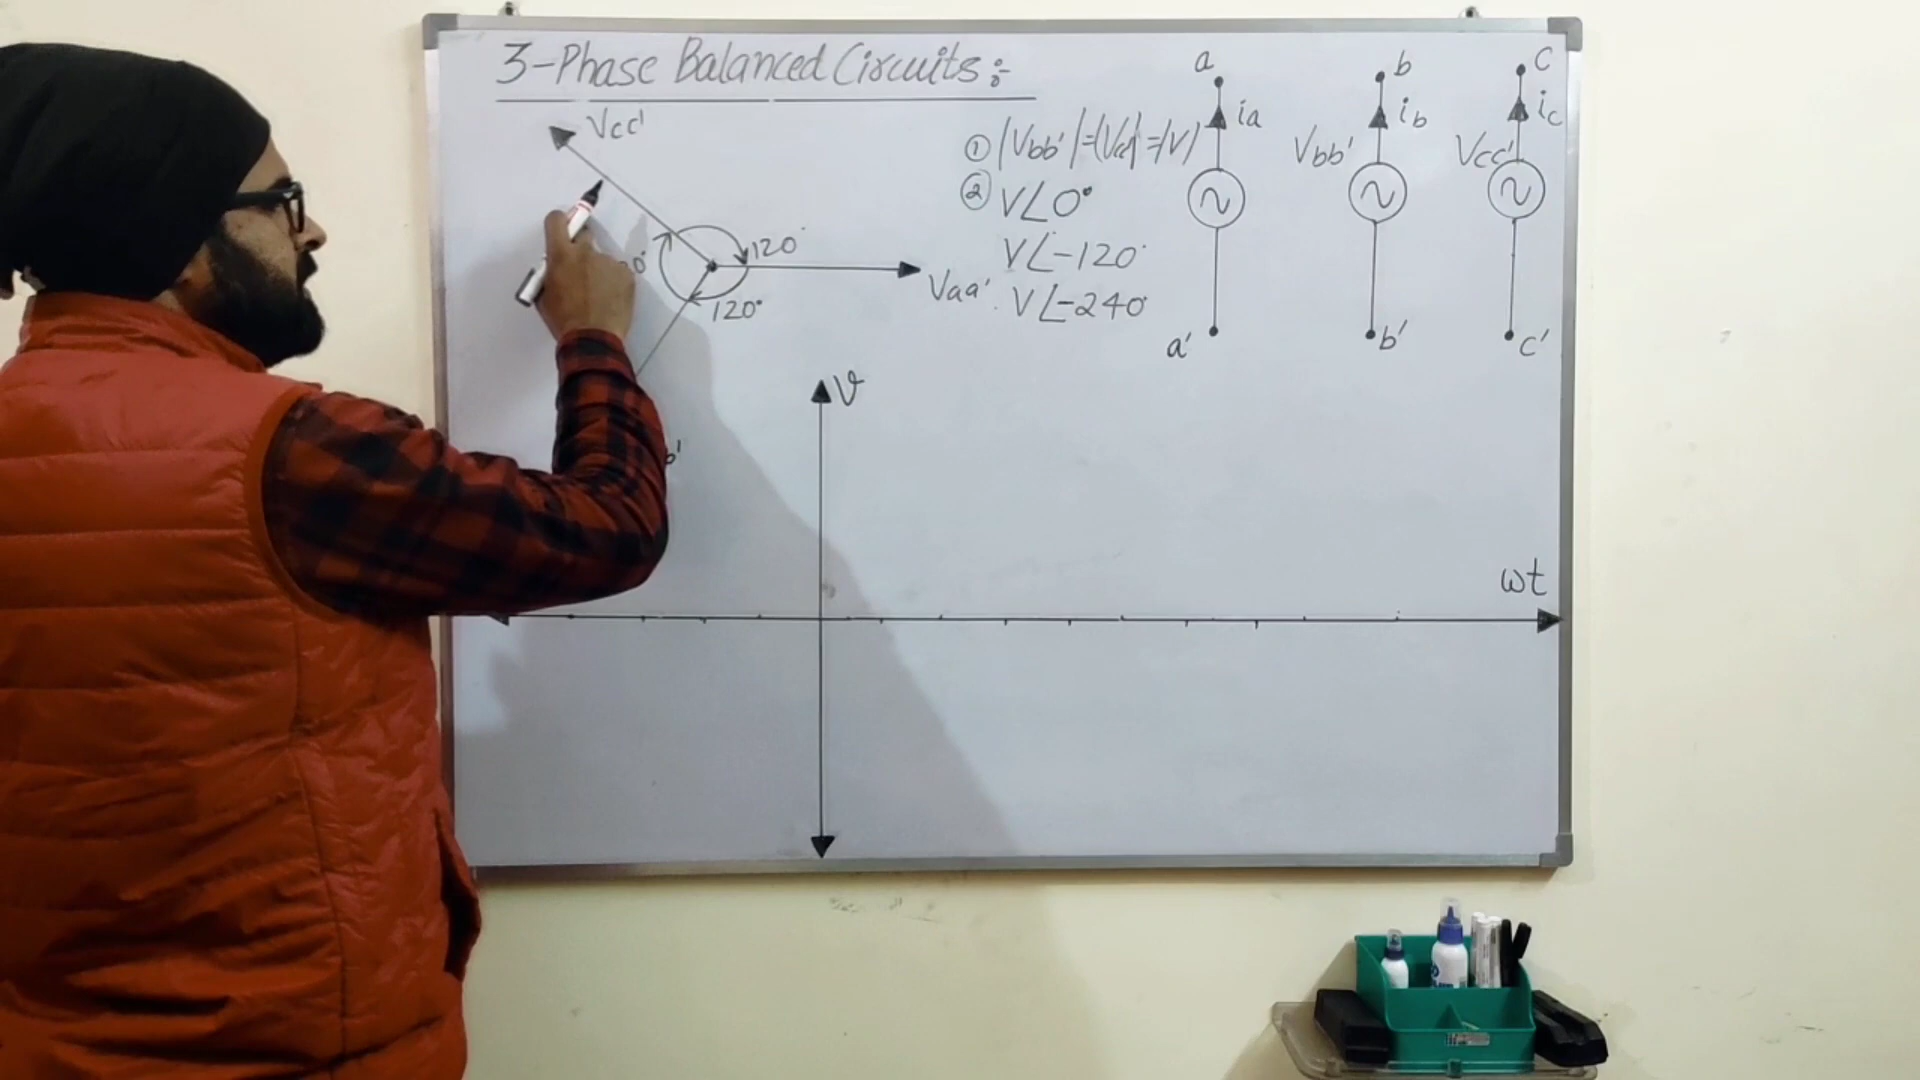 3-Phase Balanced Circuits:-
Vcc'
120°
120°
Vaa'
① |Vbb'|=|Vcc'|=|V|
② V∠0°
V∠-120°
V∠-240°
a
ia
a'
b
ib
Vbb'
b'
c
ic
Vcc'
c'
v
ωt